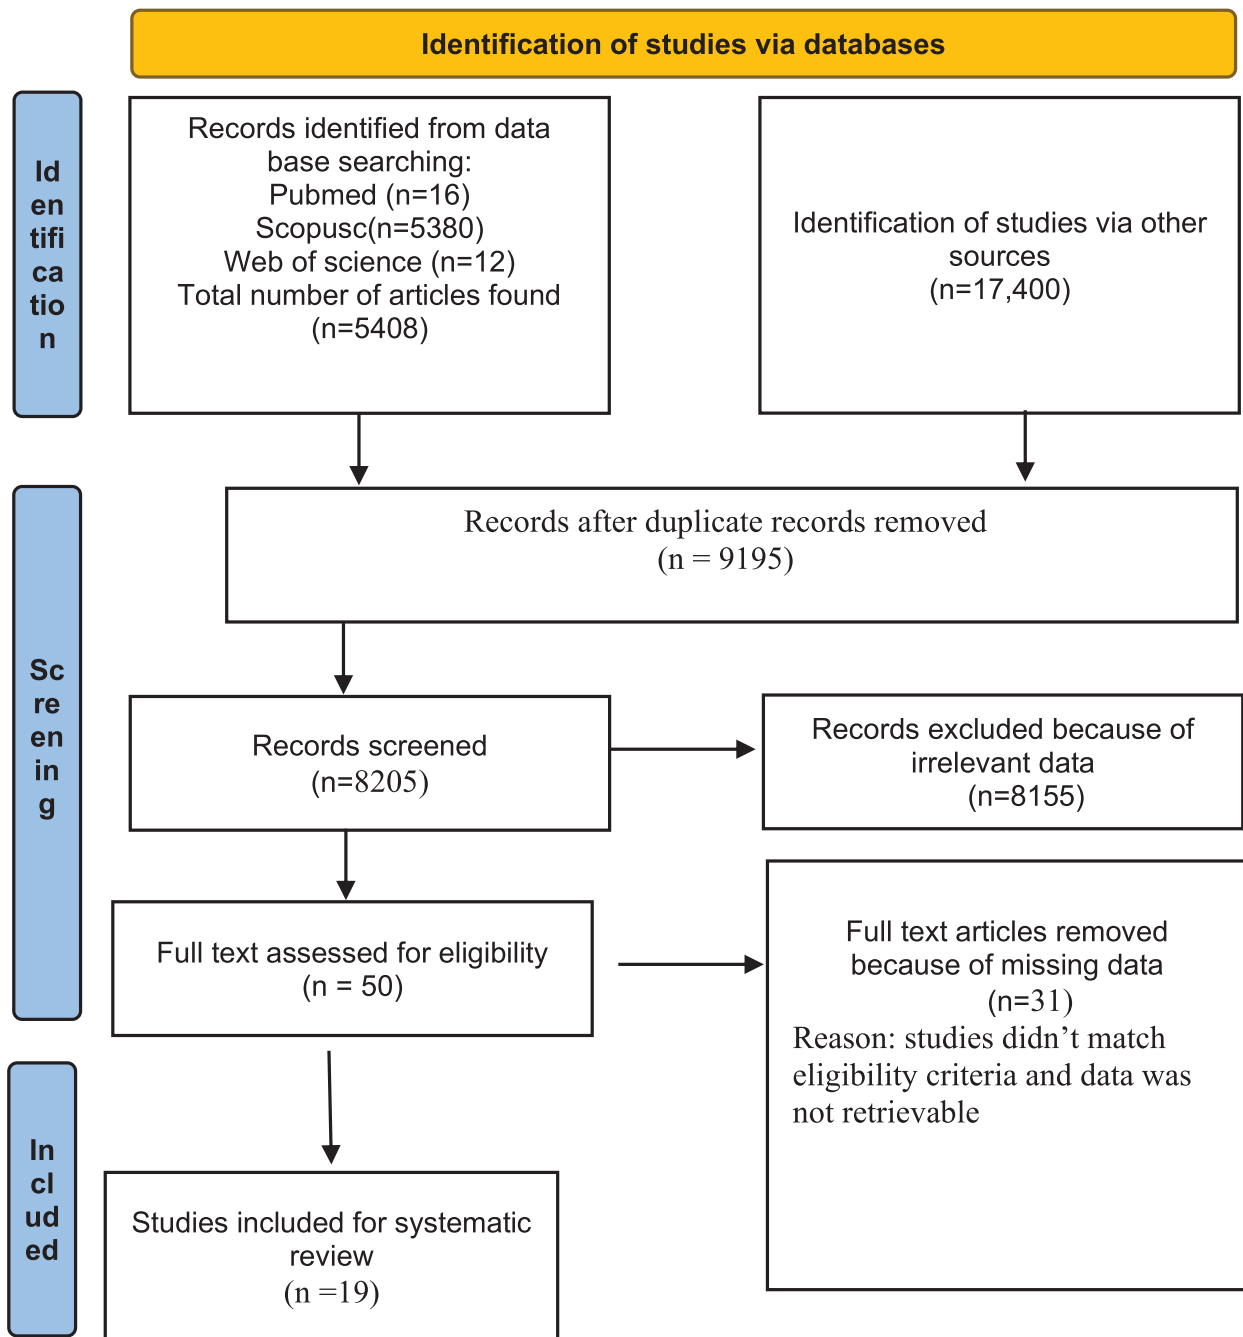 Identification of studies via databases
Id
en
tifi
ca
tio
n
Records identified from data
base searching:
Pubmed (n=16)
Scopusc(n=5380)
Web of science (n=12)
Total number of articles found
(n=5408)
Identification of studies via other
sources
(n=17,400)
Sc
re
en
in
g
Records after duplicate records removed
(n = 9195)
Records screened
(n=8205)
Records excluded because of
irrelevant data
(n=8155)
Full text assessed for eligibility
(n = 50)
Full text articles removed
because of missing data
(n=31)
Reason: studies didn’t match
eligibility criteria and data was
not retrievable
In
cl
ud
ed
Studies included for systematic
review
(n =19)